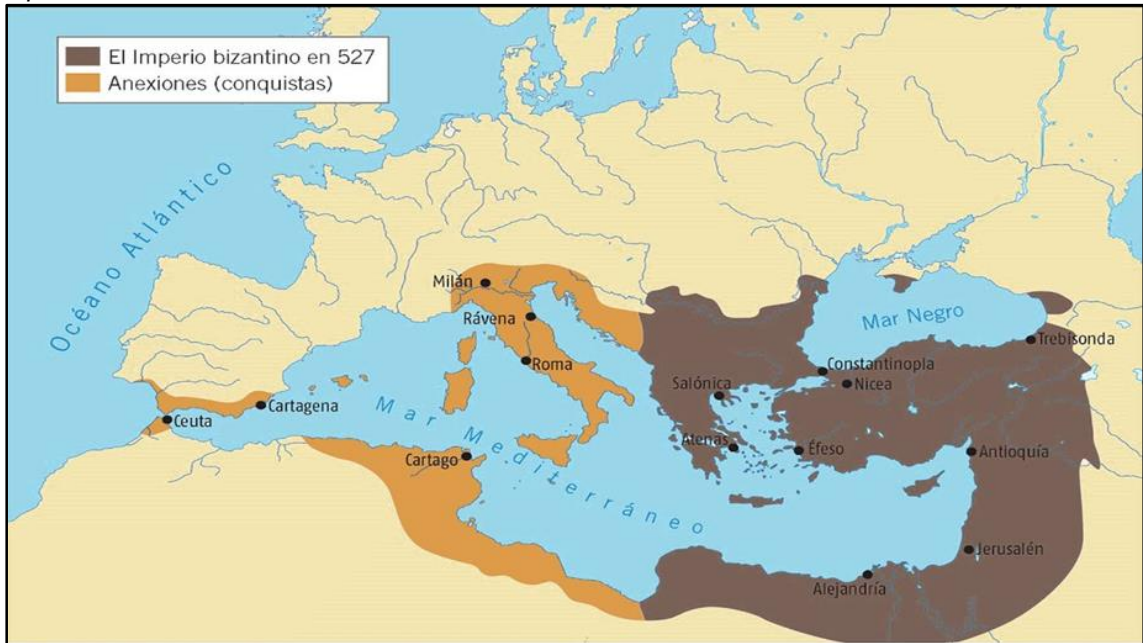 El Imperio bizantino en 527
Anexiones (conquistas)
Océano Atlántico
Milán
Rávena
Roma
Mar Negro
Trebisonda
Constantinopla
Nicea
Salónica
Cartagena
Ceuta
Mar Mediterráneo
Atenas
Éfeso
Antioquía
Cartago
Jerusalén
Alejandría